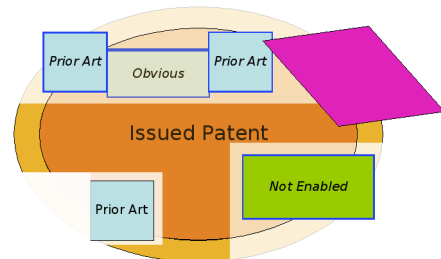 Prior Art
Obvious
Prior Art
Issued Patent
Not Enabled
Prior Art